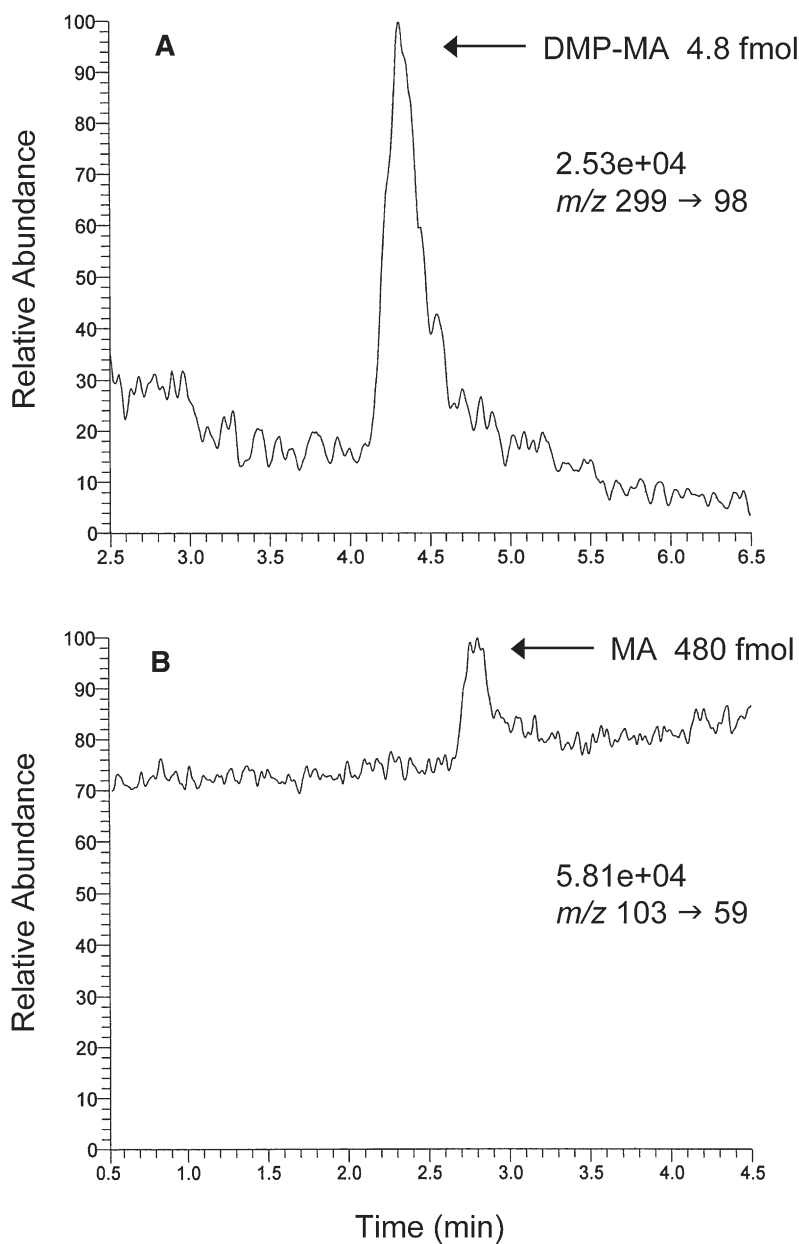 A
DMP-MA 4.8 fmol
2.53e+04
m/z 299 → 98
Relative Abundance
100
90
80
70
60
50
40
30
20
10
0
2.5 3.0 3.5 4.0 4.5 5.0 5.5 6.0 6.5
B
MA 480 fmol
5.81e+04
m/z 103 → 59
Relative Abundance
100
90
80
70
60
50
40
30
20
10
0
0.5 1.0 1.5 2.0 2.5 3.0 3.5 4.0 4.5
Time (min)